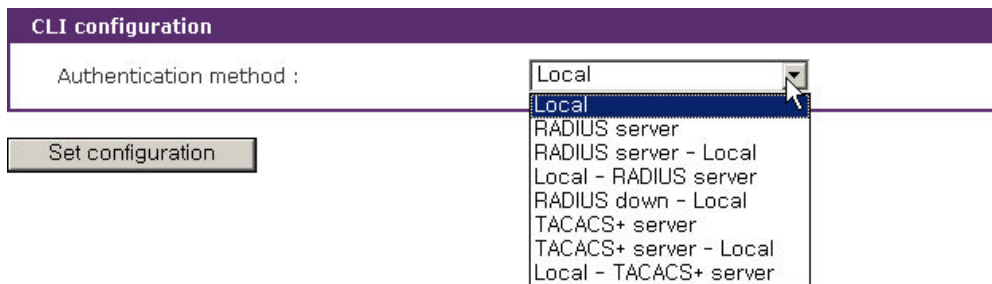 CLI configuration
Authentication method :
Local
Local
RADIUS server
RADIUS server - Local
Local - RADIUS server
RADIUS down - Local
TACACS+ server
TACACS+ server - Local
Local - TACACS+ server
Set configuration